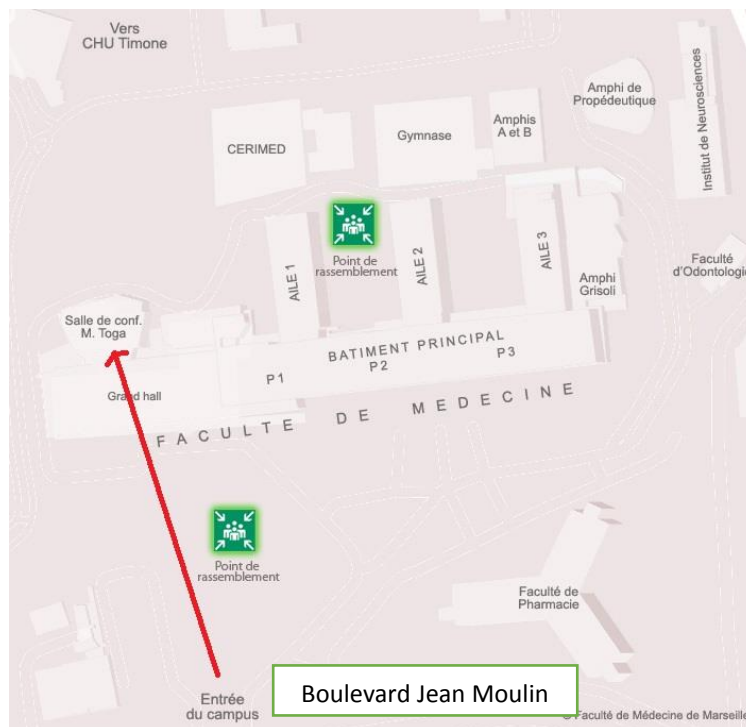 Vers
CHU Timone
Amphi de
Propédeutique
Institut de Neurosciences
CERIMED
Gymnase
Amphis
A et B
Point de
rassemblement
AILE 1
AILE 2
AILE 3
Amphi
Grisoli
Faculté
d'Odontologie
Salle de conf.
M. Toga
BATIMENT PRINCIPAL
P1
P2
P3
Grand hall
FACULTE DE MEDECINE
Point de
rassemblement
Faculté de
Pharmacie
Entrée
du campus
Boulevard Jean Moulin
© Faculté de Médecine de Marseille